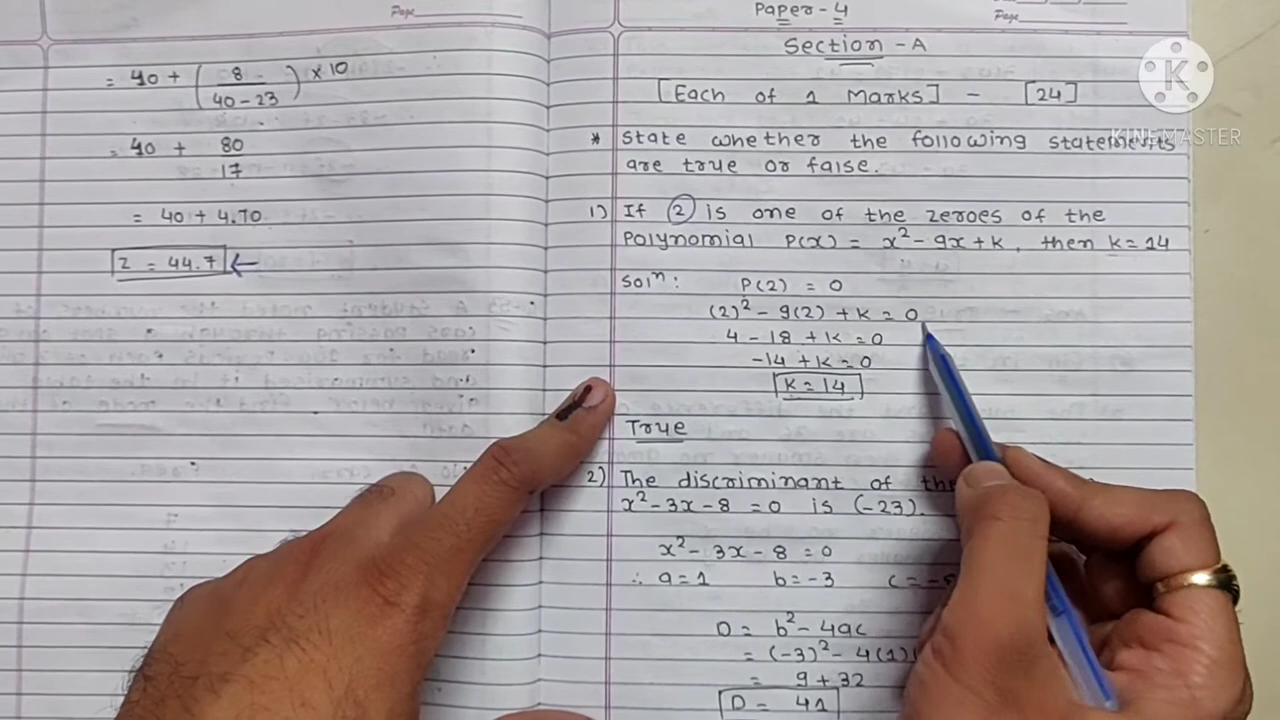 Page
= 40 + ( 8 / 40 - 23 ) × 10
= 40 + 80 / 17
= 40 + 4.70
Z = 44.7 ←
Paper - 4
Page
Section - A
[Each of 1 Marks] - [24]
* State whether the following statements
are true or false.
1) If 2 is one of the zeroes of the
Polynomial P(x) = x² - 9x + k, then k = 14
Solⁿ: P(2) = 0
(2)² - 9(2) + k = 0
4 - 18 + k = 0
-14 + k = 0
k = 14
True
2) The discriminant of the
x² - 3x - 8 = 0 is (-23).
x² - 3x - 8 = 0
∴ a = 1 b = -3 c = -8
D = b² - 4ac
= (-3)² - 4(1)(
= 9 + 32
D = 41
K
KINEMASTER